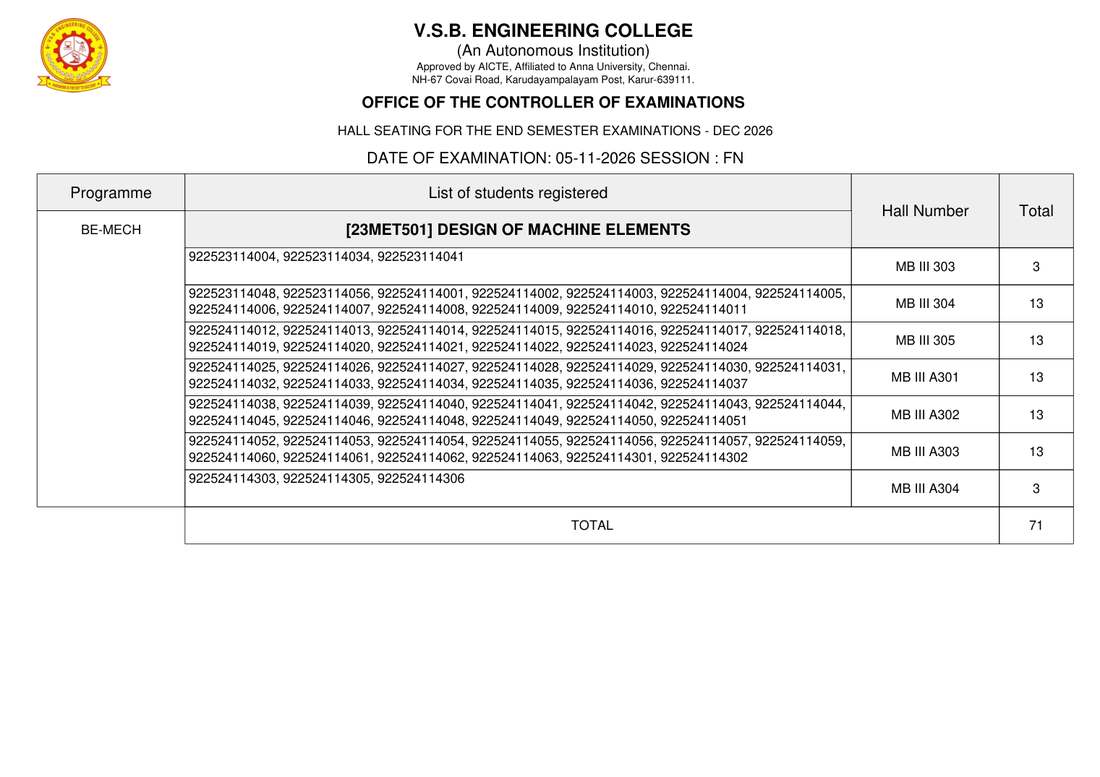 V.S.B. ENGINEERING COLLEGE
(An Autonomous Institution)
Approved by AICTE, Affiliated to Anna University, Chennai.
NH-67 Covai Road, Karudayampalayam Post, Karur-639111.
OFFICE OF THE CONTROLLER OF EXAMINATIONS
HALL SEATING FOR THE END SEMESTER EXAMINATIONS - DEC 2026
DATE OF EXAMINATION: 05-11-2026 SESSION : FN
Programme List of students registered Hall Number Total
BE-MECH [23MET501] DESIGN OF MACHINE ELEMENTS
922523114004, 922523114034, 922523114041 MB III 303 3
922523114048, 922523114056, 922524114001, 922524114002, 922524114003, 922524114004, 922524114005,
922524114006, 922524114007, 922524114008, 922524114009, 922524114010, 922524114011 MB III 304 13
922524114012, 922524114013, 922524114014, 922524114015, 922524114016, 922524114017, 922524114018,
922524114019, 922524114020, 922524114021, 922524114022, 922524114023, 922524114024 MB III 305 13
922524114025, 922524114026, 922524114027, 922524114028, 922524114029, 922524114030, 922524114031,
922524114032, 922524114033, 922524114034, 922524114035, 922524114036, 922524114037 MB III A301 13
922524114038, 922524114039, 922524114040, 922524114041, 922524114042, 922524114043, 922524114044,
922524114045, 922524114046, 922524114048, 922524114049, 922524114050, 922524114051 MB III A302 13
922524114052, 922524114053, 922524114054, 922524114055, 922524114056, 922524114057, 922524114059,
922524114060, 922524114061, 922524114062, 922524114063, 922524114301, 922524114302 MB III A303 13
922524114303, 922524114305, 922524114306 MB III A304 3
TOTAL 71